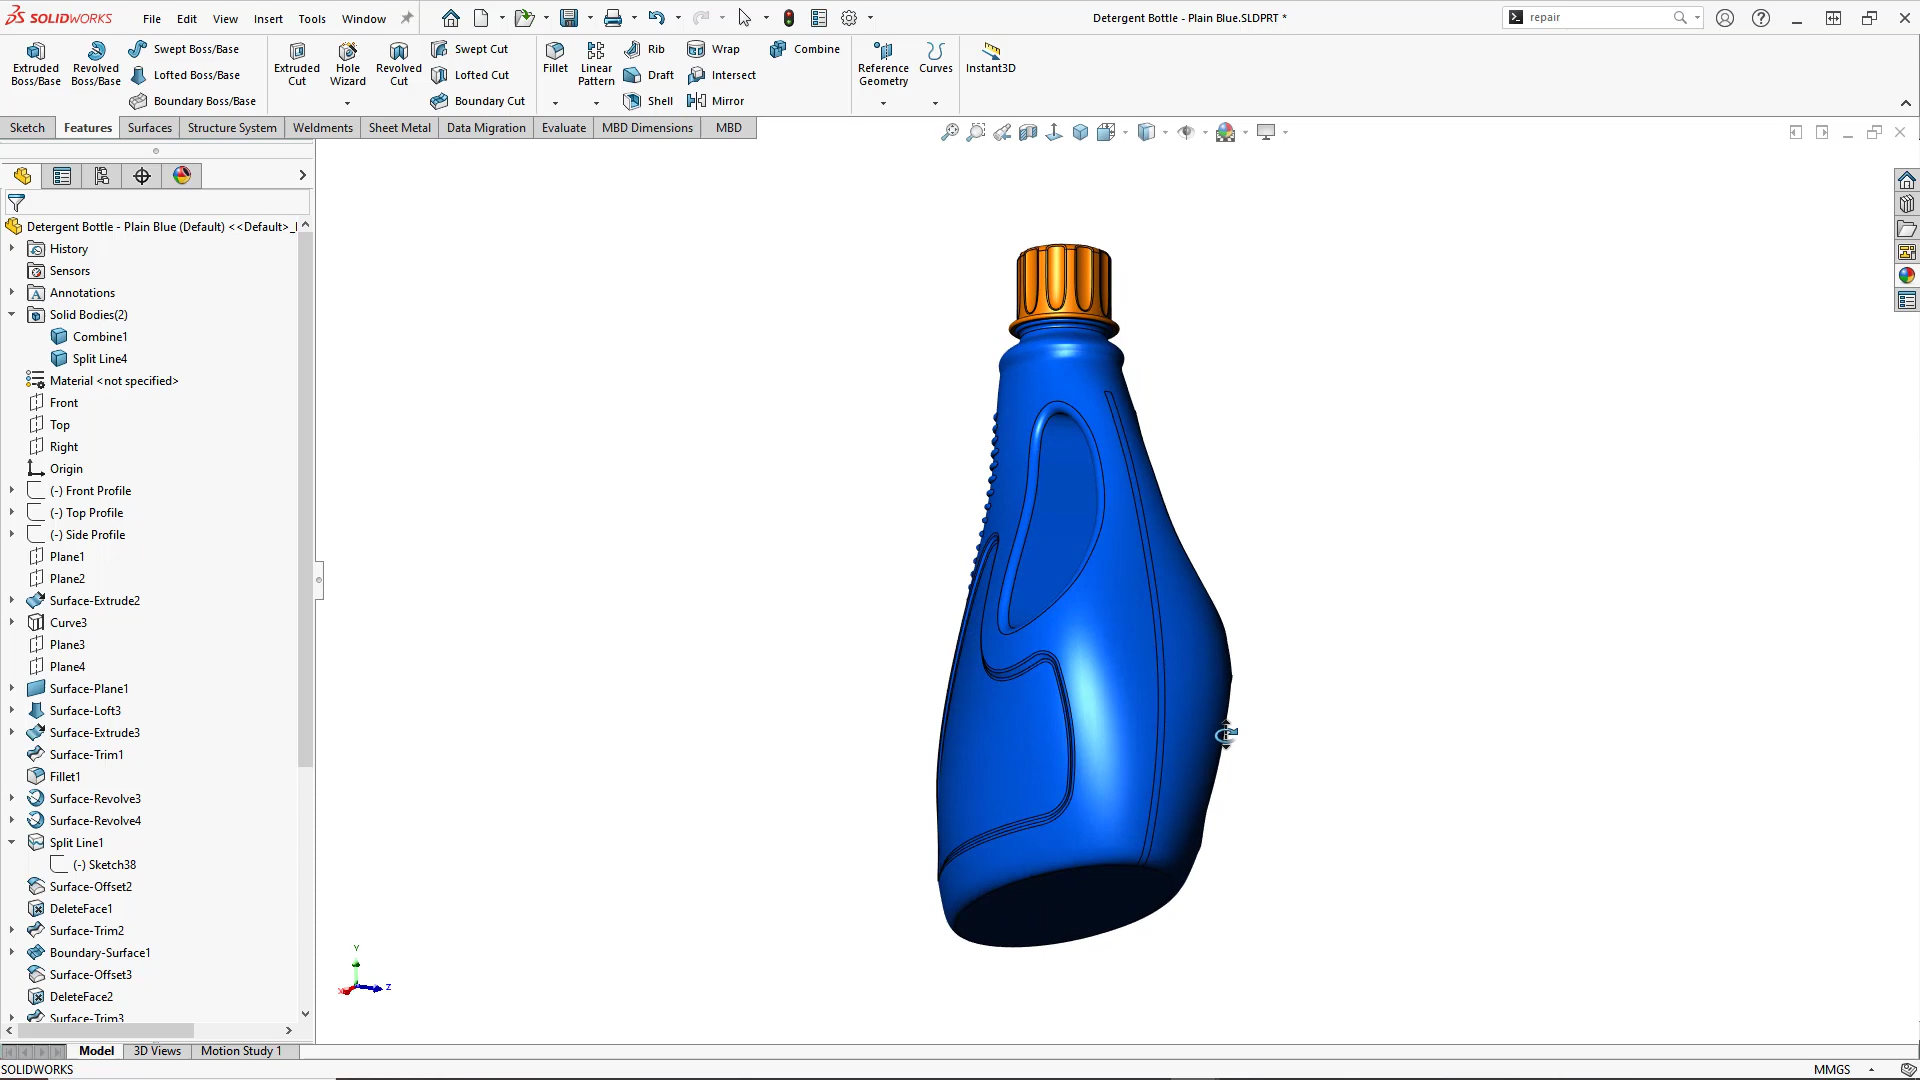 SOLIDWORKS
File Edit View Insert Tools Window
Detergent Bottle - Plain Blue.SLDPRT *
repair
Extruded Boss/Base
Revolved Boss/Base
Swept Boss/Base
Lofted Boss/Base
Boundary Boss/Base
Extruded Cut
Hole Wizard
Revolved Cut
Swept Cut
Lofted Cut
Boundary Cut
Fillet
Linear Pattern
Rib
Draft
Shell
Wrap
Intersect
Mirror
Combine
Reference Geometry
Curves
Instant3D
Sketch Features Surfaces Structure System Weldments Sheet Metal Data Migration Evaluate MBD Dimensions MBD
Detergent Bottle - Plain Blue (Default) <<Default>_
History
Sensors
Annotations
Solid Bodies(2)
Combine1
Split Line4
Material <not specified>
Front
Top
Right
Origin
(-) Front Profile
(-) Top Profile
(-) Side Profile
Plane1
Plane2
Surface-Extrude2
Curve3
Plane3
Plane4
Surface-Plane1
Surface-Loft3
Surface-Extrude3
Surface-Trim1
Fillet1
Surface-Revolve3
Surface-Revolve4
Split Line1
(-) Sketch38
Surface-Offset2
DeleteFace1
Surface-Trim2
Boundary-Surface1
Surface-Offset3
DeleteFace2
Surface-Trim3
Y
X
Z
Model 3D Views Motion Study 1
SOLIDWORKS
MMGS